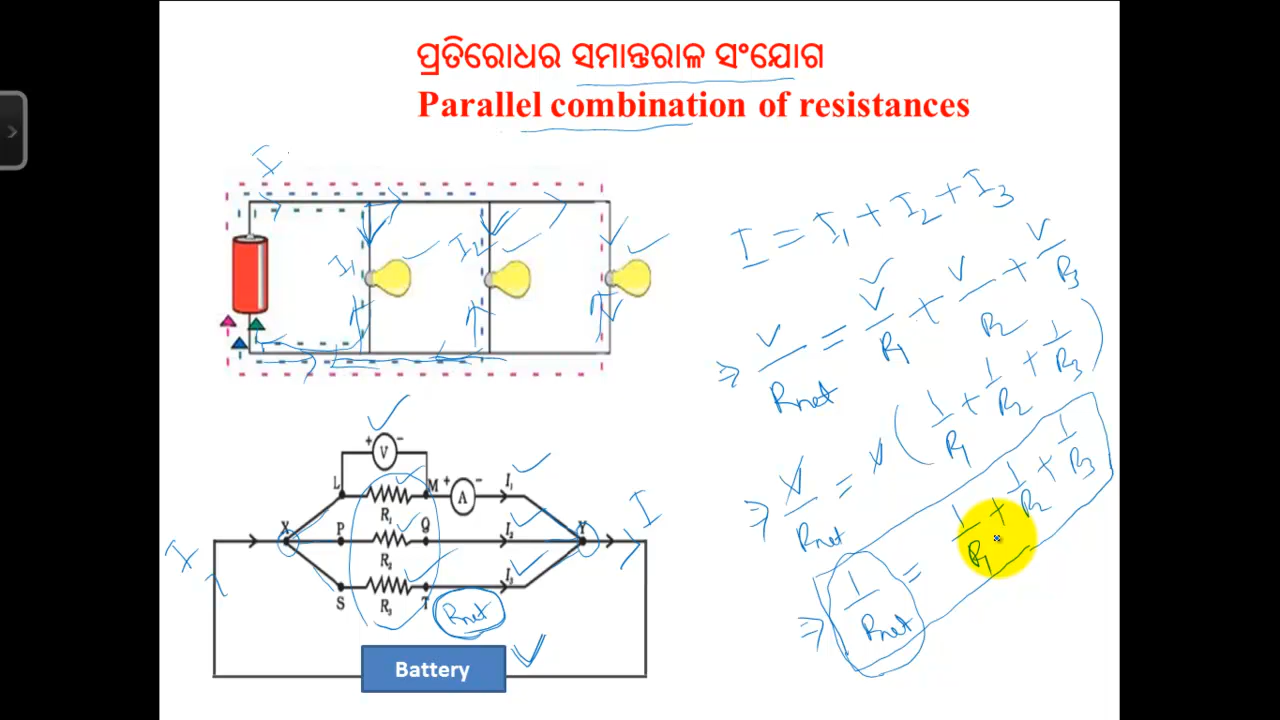 ପ୍ରତିରୋଧର ସମାନ୍ତରାଳ ସଂଯୋଗ
Parallel combination of resistances
I
I₁ I₂
I = I₁ + I₂ + I₃
⇒ V/Rnet = V/R₁ + V/R₂ + V/R₃
⇒ V/Rnet = V (1/R₁ + 1/R₂ + 1/R₃)
⇒ 1/Rnet = 1/R₁ + 1/R₂ + 1/R₃
+ V −
L M + A − I₁
R₁
X P Q I₂ Y
R₂
S T I₃
R₃
I I
Rnet
Battery